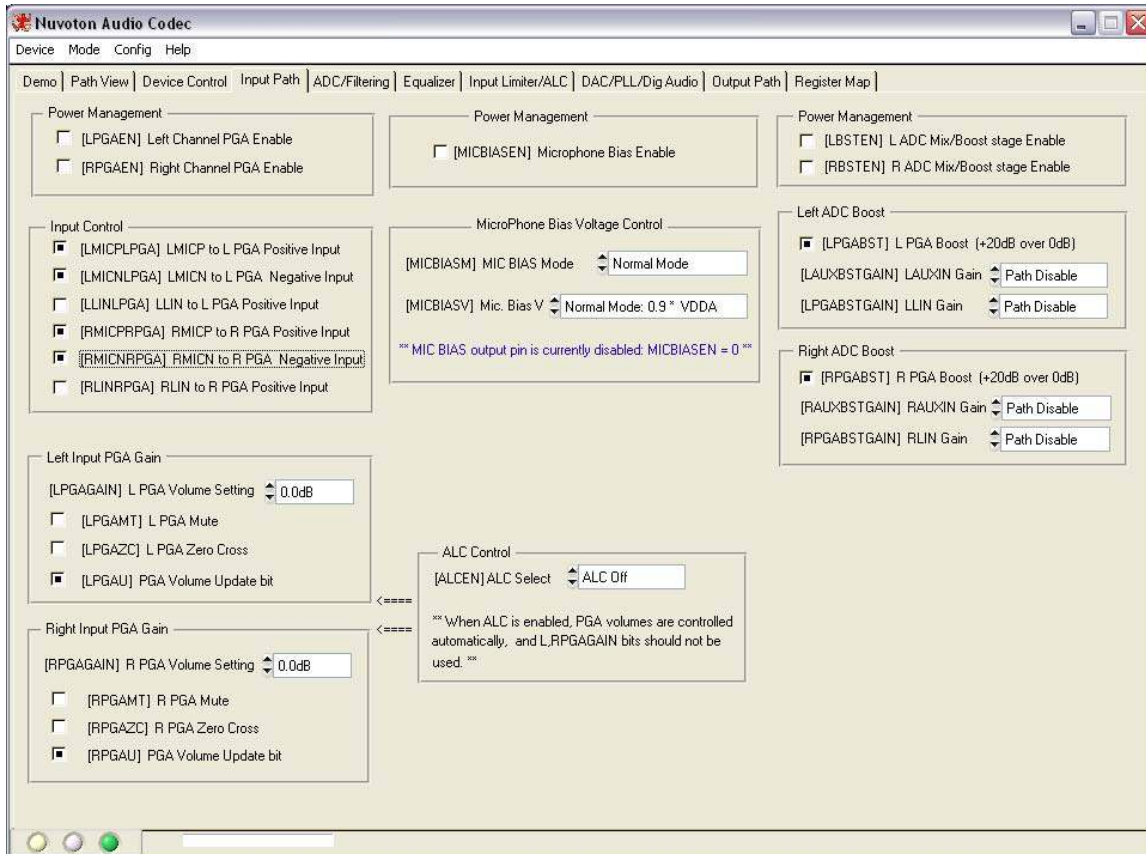 Nuvoton Audio Codec
Device Mode Config Help
Demo Path View Device Control Input Path ADC/Filtering Equalizer Input Limiter/ALC DAC/PLL/Dig Audio Output Path Register Map
Power Management
[LPGAEN] Left Channel PGA Enable
[RPGAEN] Right Channel PGA Enable
Input Control
[LMICPLPGA] LMICP to L PGA Positive Input
[LMICNLPGA] LMICN to L PGA Negative Input
[LLINLPGA] LLIN to L PGA Positive Input
[RMICPRPGA] RMICP to R PGA Positive Input
[RMICNRPGA] RMICN to R PGA Negative Input
[RLINRPGA] RLIN to R PGA Positive Input
Left Input PGA Gain
[LPGAGAIN] L PGA Volume Setting 0.0dB
[LPGAMT] L PGA Mute
[LPGAZC] L PGA Zero Cross
[LPGAU] PGA Volume Update bit
Right Input PGA Gain
[RPGAGAIN] R PGA Volume Setting 0.0dB
[RPGAMT] R PGA Mute
[RPGAZC] R PGA Zero Cross
[RPGAU] PGA Volume Update bit
Power Management
[MICBIASEN] Microphone Bias Enable
MicroPhone Bias Voltage Control
[MICBIASM] MIC BIAS Mode Normal Mode
[MICBIASV] Mic. Bias V Normal Mode: 0.9 * VDDA
** MIC BIAS output pin is currently disabled: MICBIASEN = 0 **
<====
<====
ALC Control
[ALCEN] ALC Select ALC Off
** When ALC is enabled, PGA volumes are controlled
automatically, and L,RPGAGAIN bits should not be
used. **
Power Management
[LBSTEN] L ADC Mix/Boost stage Enable
[RBSTEN] R ADC Mix/Boost stage Enable
Left ADC Boost
[LPGABST] L PGA Boost (+20dB over 0dB)
[LAUXBSTGAIN] LAUXIN Gain Path Disable
[LPGABSTGAIN] LLIN Gain Path Disable
Right ADC Boost
[RPGABST] R PGA Boost (+20dB over 0dB)
[RAUXBSTGAIN] RAUXIN Gain Path Disable
[RPGABSTGAIN] RLIN Gain Path Disable